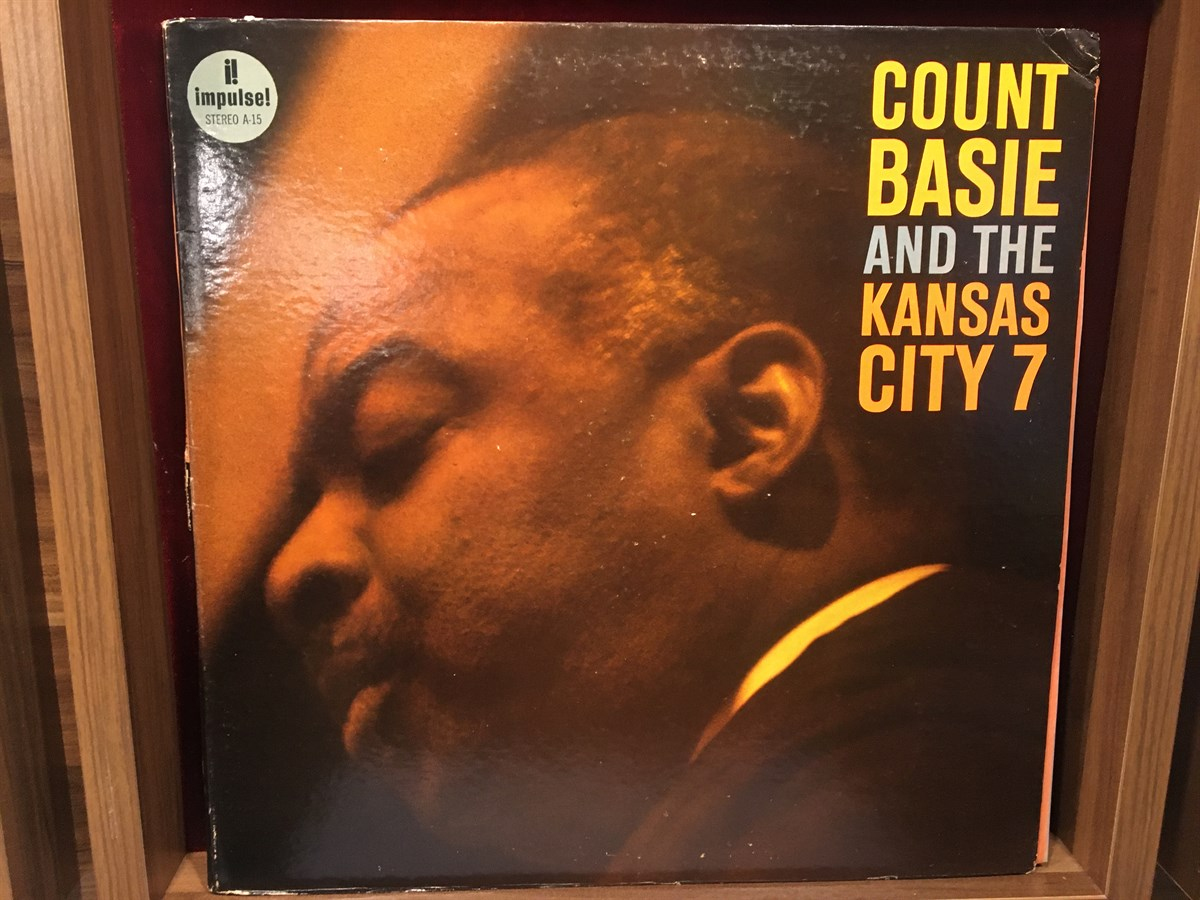 i!
impulse!
STEREO A-15
COUNT
BASIE
AND THE
KANSAS
CITY 7